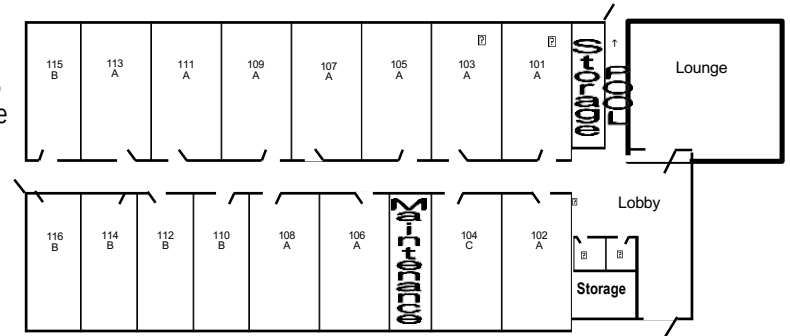 115
B
113
A
111
A
109
A
107
A
105
A
103
A
101
A
Storage
↑
POOL
Lounge
116
B
114
B
112
B
110
B
108
A
106
A
Maintenance
104
C
102
A
Lobby
Storage